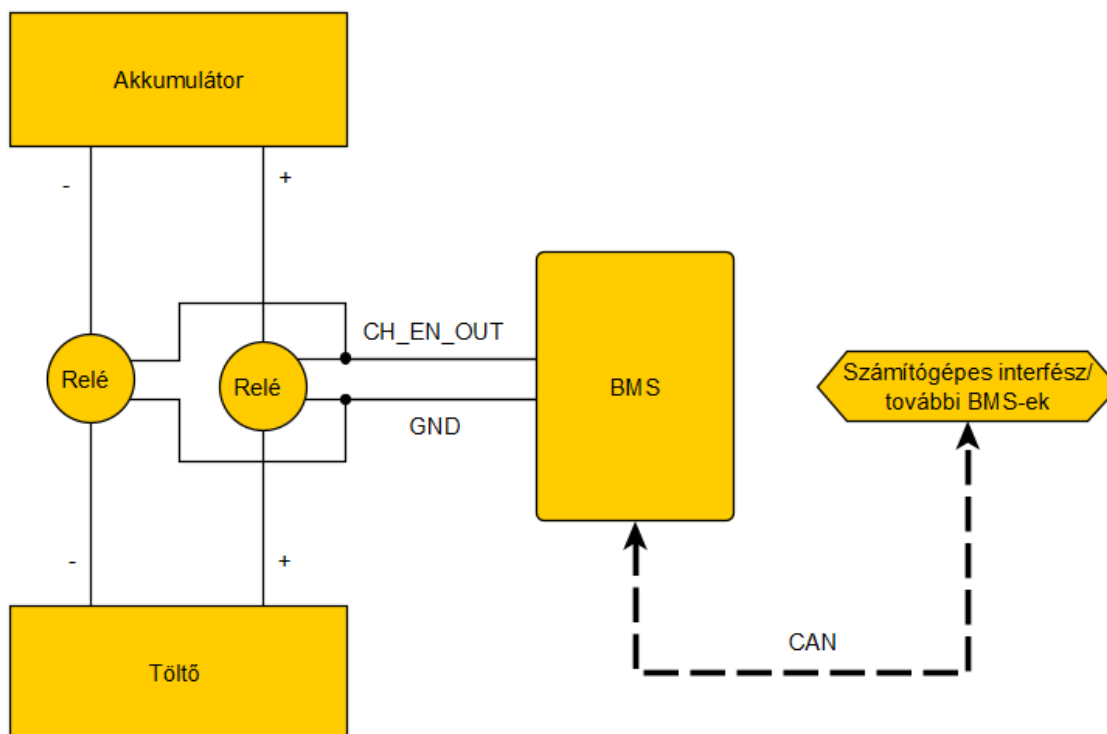 Akkumulátor
-
+
CH_EN_OUT
Relé
Relé
BMS
Számítógépes interfész/
további BMS-ek
GND
-
+
CAN
Töltő